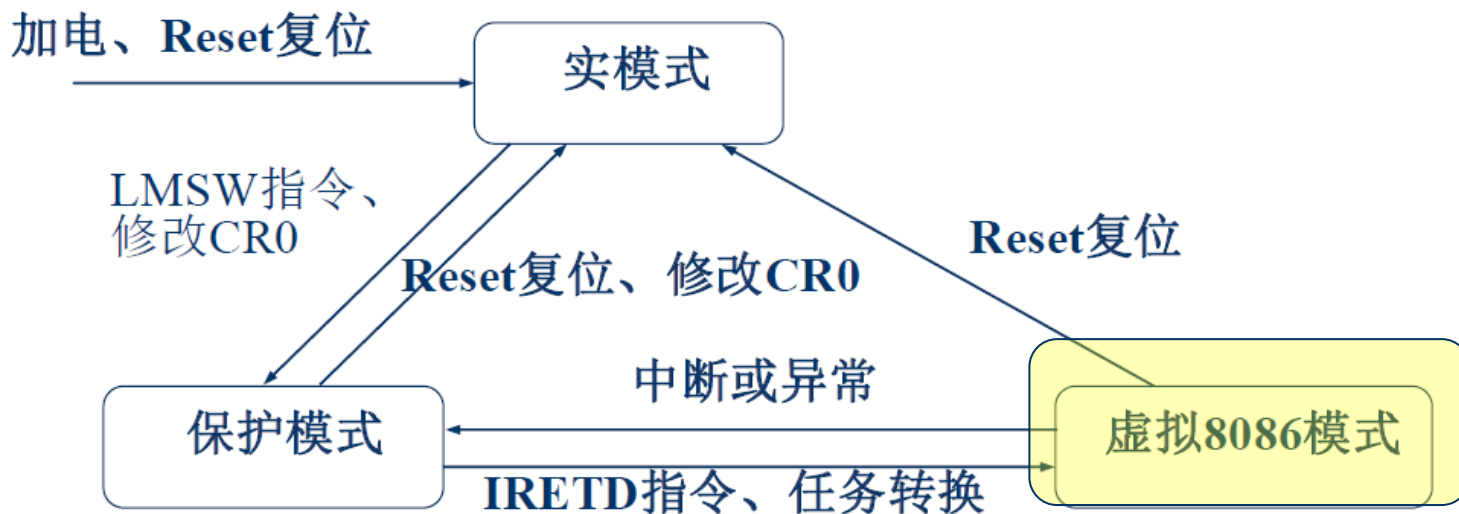 加电、Reset复位
实模式
LMSW指令、
修改CR0
Reset复位
Reset复位、修改CR0
中断或异常
保护模式
虚拟8086模式
IRETD指令、任务转换